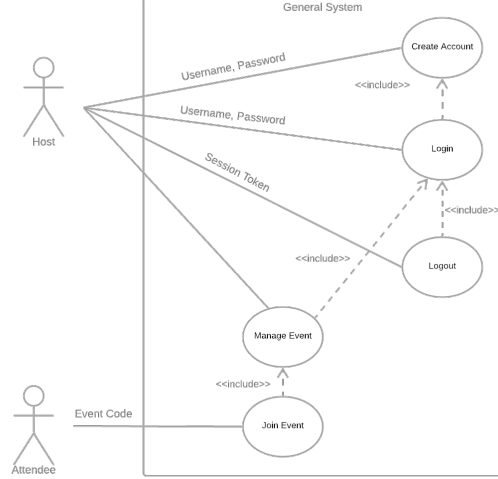 General System
Create Account
Username, Password
<<include>>
Username, Password
Host
Login
Session Token
<<include>>
<<include>>
Logout
Manage Event
<<include>>
Event Code
Join Event
Attendee